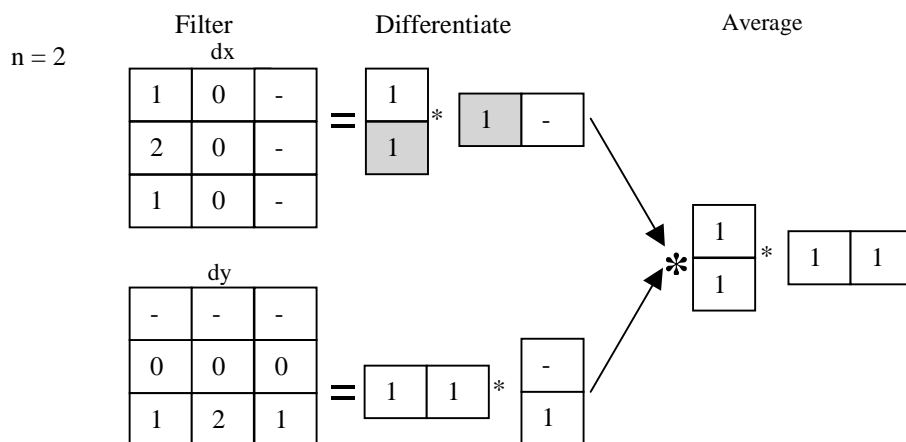 Filter Differentiate Average
n = 2
dx
1 0 -
2 0 -
1 0 -
=
1
1
*
1 -
*
1
1
*
1 1
dy
- - -
0 0 0
1 2 1
=
1 1
*
-
1